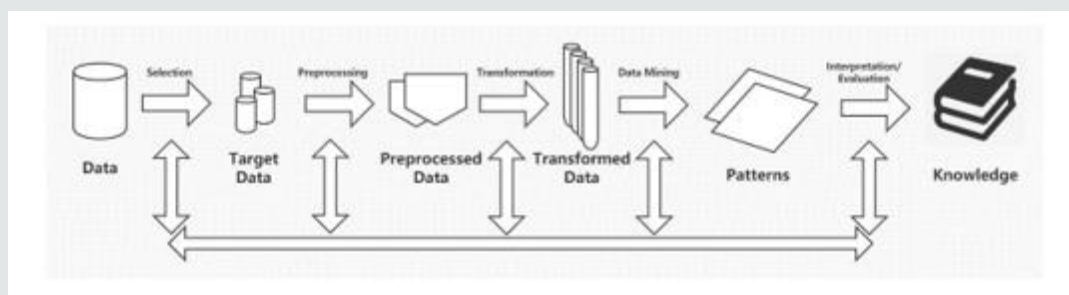 Selection
Preprocessing
Transformation
Data Mining
Interpretation/
Evaluation
Data
Target
Data
Preprocessed
Data
Transformed
Data
Patterns
Knowledge